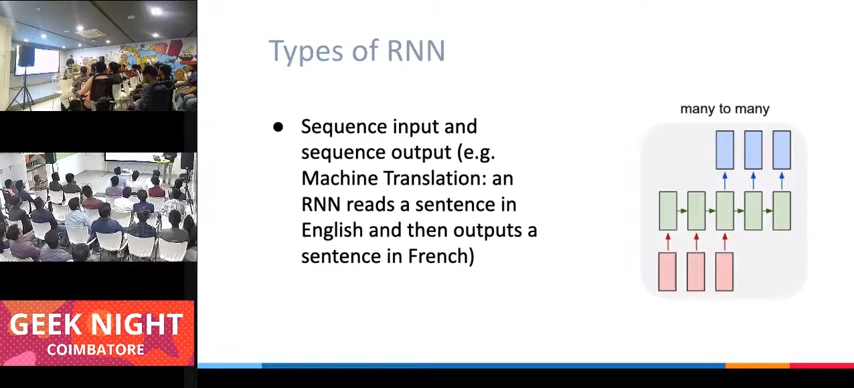 Types of RNN
● Sequence input and
sequence output (e.g.
Machine Translation: an
RNN reads a sentence in
English and then outputs a
sentence in French)
many to many
GEEK NIGHT
COIMBATORE